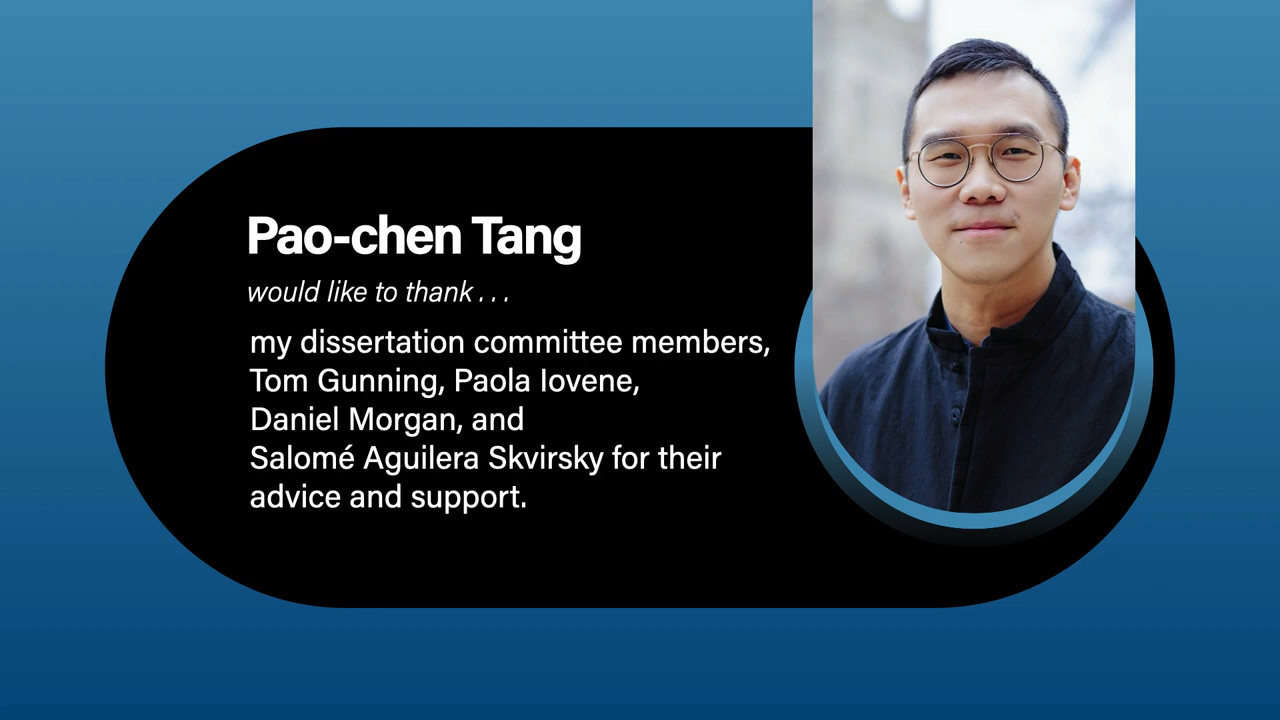 Pao-chen Tang
would like to thank . . .
my dissertation committee members,
Tom Gunning, Paola Iovene,
Daniel Morgan, and
Salomé Aguilera Skvirsky for their
advice and support.